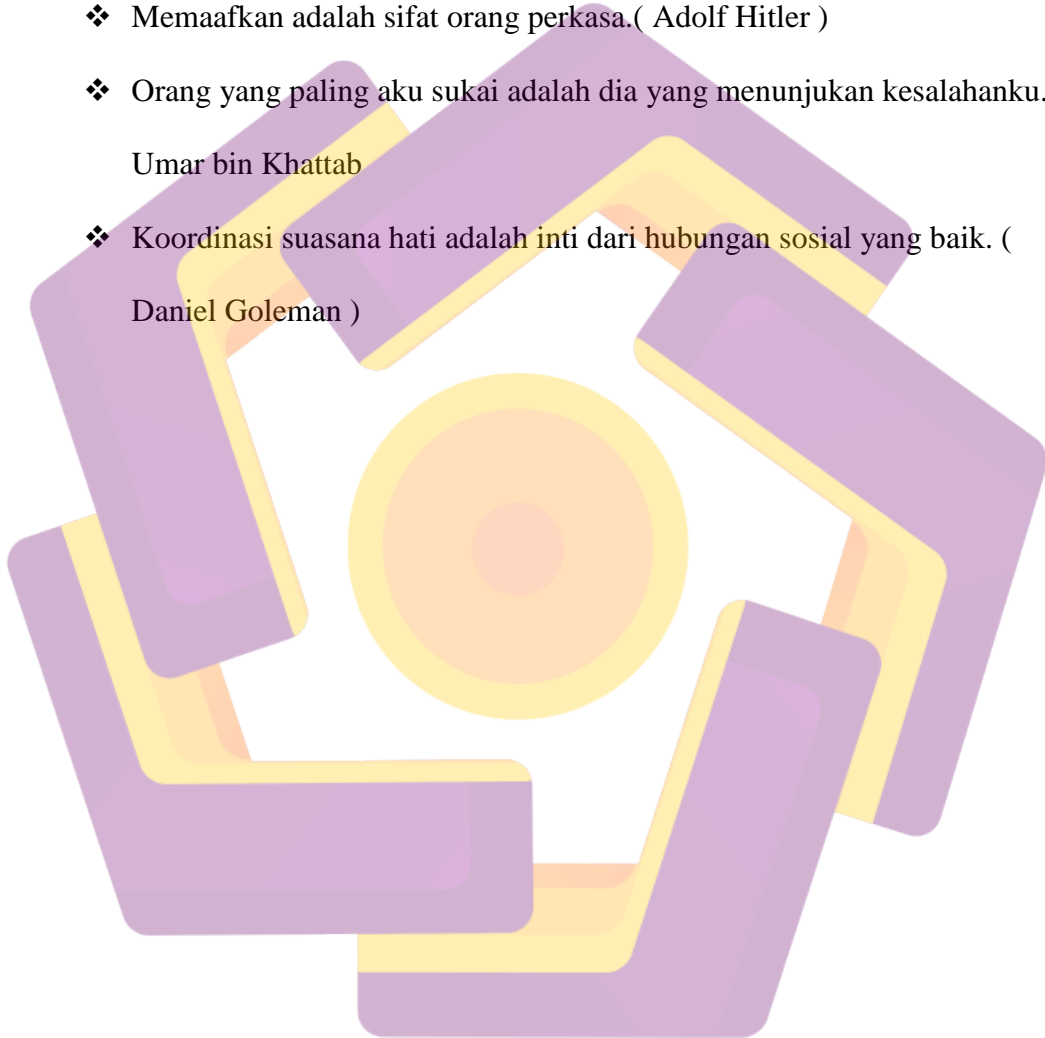 ❖ Memaafkan adalah sifat orang perkasa.( Adolf Hitler )
❖ Orang yang paling aku sukai adalah dia yang menunjukan kesalahanku.
Umar bin Khattab
❖ Koordinasi suasana hati adalah inti dari hubungan sosial yang baik. (
Daniel Goleman )